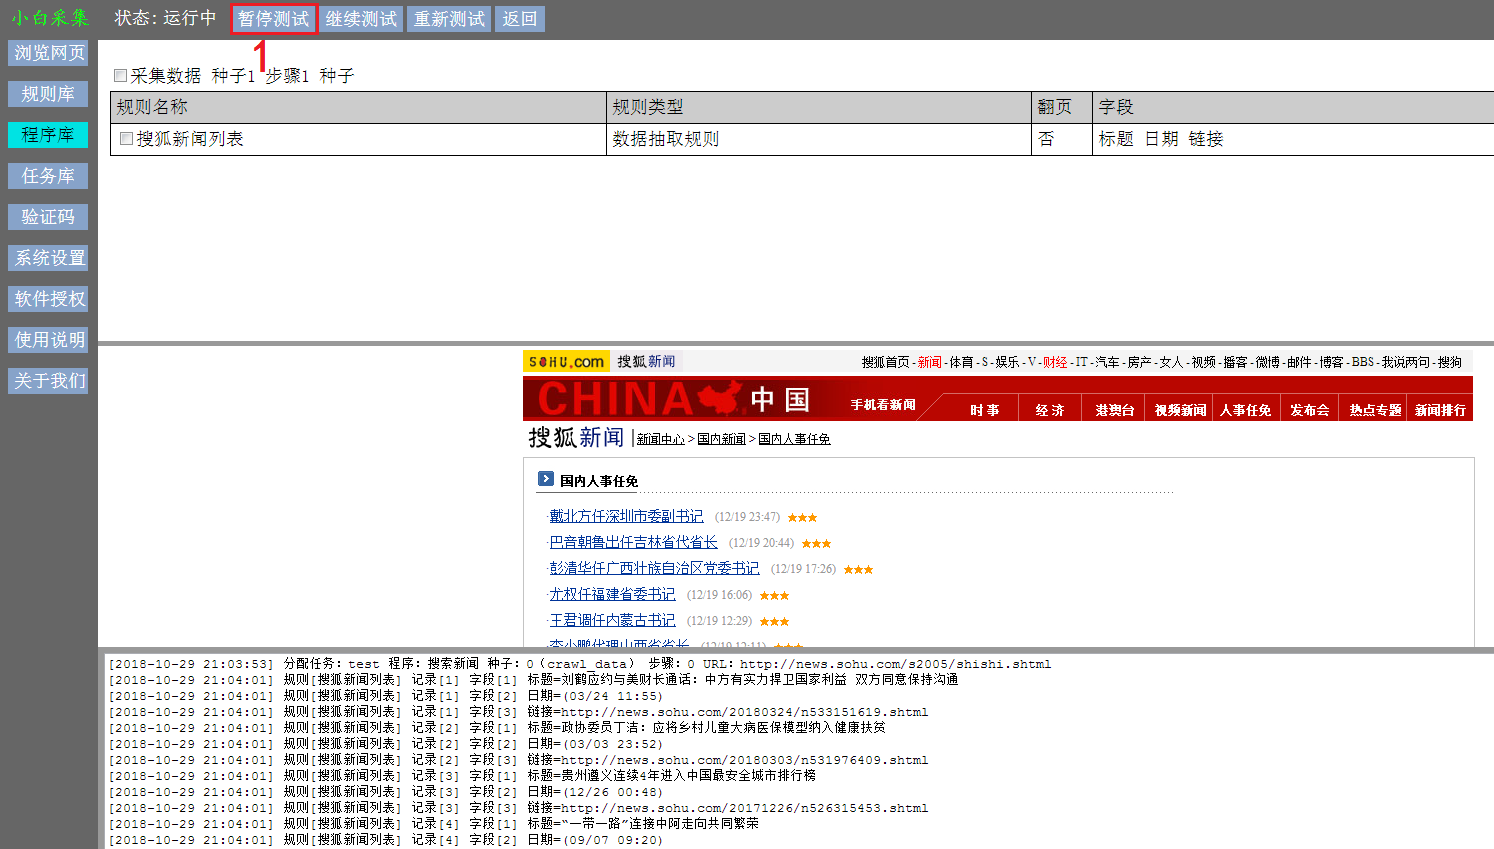 小白采集
状态: 运行中 暂停测试 继续测试 重新测试 返回
1
浏览网页
规则库
程序库
任务库
验证码
系统设置
软件授权
使用说明
关于我们
采集数据 种子1 步骤1 种子
规则名称 规则类型 翻页 字段
搜狐新闻列表 数据抽取规则 否 标题 日期 链接
SOHU.com 搜狐新闻 搜狐首页-新闻-体育-S-娱乐-V-财经-IT-汽车-房产-女人-视频-播客-微博-邮件-博客-BBS-我说两句-搜狗
CHINA 中国 手机看新闻 时事 经济 港澳台 视频新闻 人事任免 发布会 热点专题 新闻排行
搜狐新闻 |新闻中心 > 国内新闻 > 国内人事任免
国内人事任免
·戴北方任深圳市委副书记 (12/19 23:47) ★★★
·巴音朝鲁出任吉林省代省长 (12/19 20:44) ★★★
·彭清华任广西壮族自治区党委书记 (12/19 17:26) ★★★
·尤权任福建省委书记 (12/19 16:06) ★★★
·王君调任内蒙古书记 (12/19 12:29) ★★★
·李小鹏代理山西省省长 (12/19 12:11) ★★★
[2018-10-29 21:03:53] 分配任务: test 程序: 搜索新闻 种子: 0 (crawl_data) 步骤: 0 URL: http://news.sohu.com/s2005/shishi.shtml
[2018-10-29 21:04:01] 规则[搜狐新闻列表] 记录[1] 字段[1] 标题=刘鹤应约与美财长通话: 中方有实力捍卫国家利益 双方同意保持沟通
[2018-10-29 21:04:01] 规则[搜狐新闻列表] 记录[1] 字段[2] 日期=(03/24 11:55)
[2018-10-29 21:04:01] 规则[搜狐新闻列表] 记录[1] 字段[3] 链接=http://news.sohu.com/20180324/n533151619.shtml
[2018-10-29 21:04:01] 规则[搜狐新闻列表] 记录[2] 字段[1] 标题=政协委员丁洁: 应将乡村儿童大病医保模型纳入健康扶贫
[2018-10-29 21:04:01] 规则[搜狐新闻列表] 记录[2] 字段[2] 日期=(03/03 23:52)
[2018-10-29 21:04:01] 规则[搜狐新闻列表] 记录[2] 字段[3] 链接=http://news.sohu.com/20180303/n531976409.shtml
[2018-10-29 21:04:01] 规则[搜狐新闻列表] 记录[3] 字段[1] 标题=贵州遵义连续4年进入中国最安全城市排行榜
[2018-10-29 21:04:01] 规则[搜狐新闻列表] 记录[3] 字段[2] 日期=(12/26 00:48)
[2018-10-29 21:04:01] 规则[搜狐新闻列表] 记录[3] 字段[3] 链接=http://news.sohu.com/20171226/n526315453.shtml
[2018-10-29 21:04:01] 规则[搜狐新闻列表] 记录[4] 字段[1] 标题=“一带一路”连接中阿走向共同繁荣
[2018-10-29 21:04:01] 规则[搜狐新闻列表] 记录[4] 字段[2] 日期=(09/07 09:20)